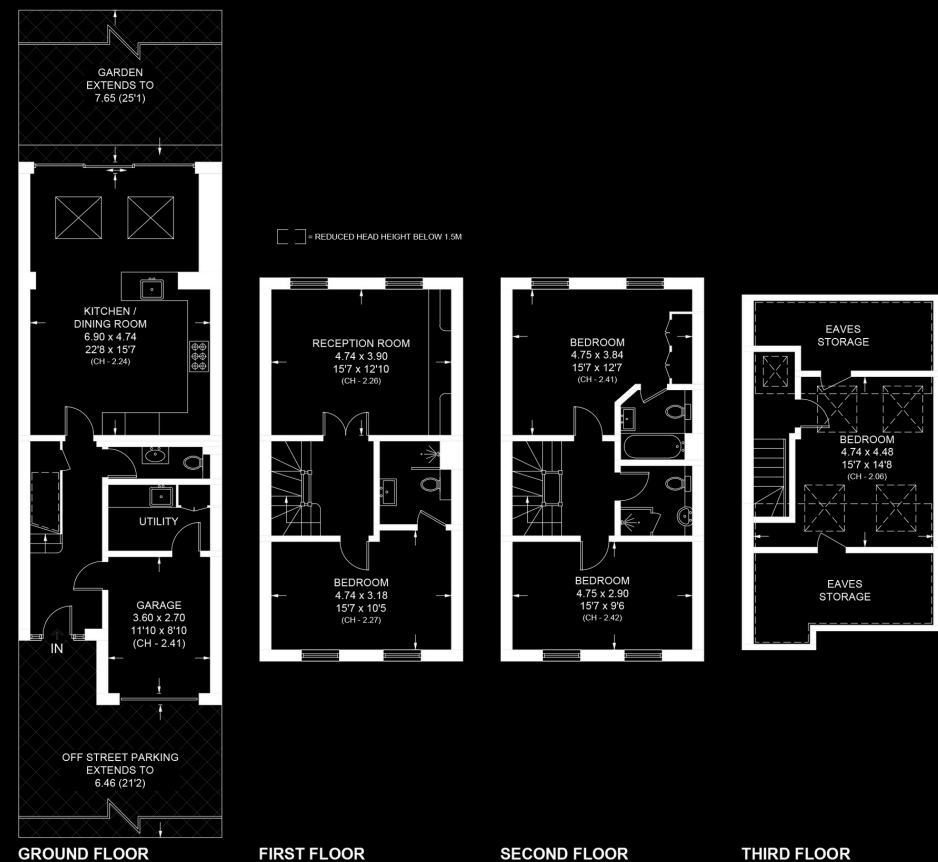 GARDEN
EXTENDS TO
7.65 (25'1)
KITCHEN /
DINING ROOM
6.90 x 4.74
22'8 x 15'7
(CH - 2.24)
UTILITY
GARAGE
3.60 x 2.70
11'10 x 8'10
(CH - 2.41)
IN
OFF STREET PARKING
EXTENDS TO
6.46 (21'2)
GROUND FLOOR
= REDUCED HEAD HEIGHT BELOW 1.5M
RECEPTION ROOM
4.74 x 3.90
15'7 x 12'10
(CH - 2.26)
BEDROOM
4.74 x 3.18
15'7 x 10'5
(CH - 2.27)
FIRST FLOOR
BEDROOM
4.75 x 3.84
15'7 x 12'7
(CH - 2.41)
BEDROOM
4.75 x 2.90
15'7 x 9'6
(CH - 2.42)
SECOND FLOOR
EAVES
STORAGE
BEDROOM
4.74 x 4.48
15'7 x 14'8
(CH - 2.06)
EAVES
STORAGE
THIRD FLOOR